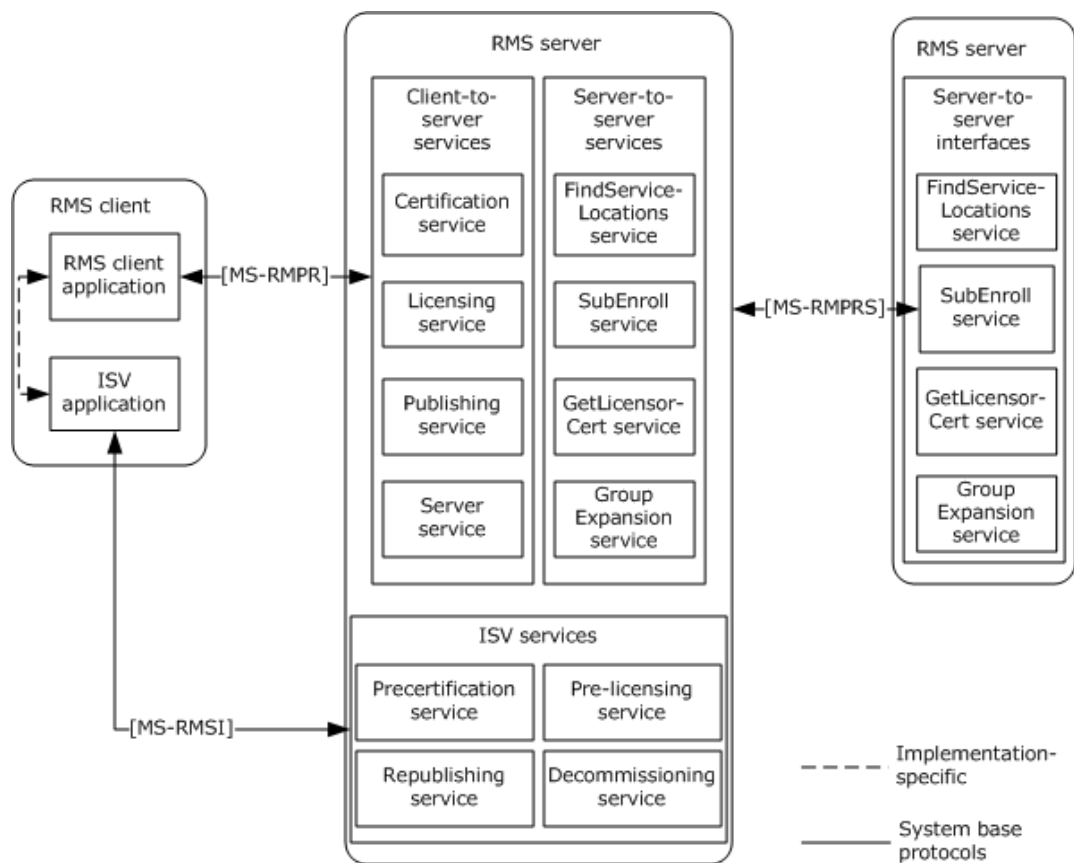 RMS client
RMS client
application
ISV
application
[MS-RMPR]
[MS-RMSI]
RMS server
Client-to-
server
services
Certification
service
Licensing
service
Publishing
service
Server
service
Server-to-
server
services
FindService-
Locations
service
SubEnroll
service
GetLicensor-
Cert service
Group
Expansion
service
ISV services
Precertification
service
Pre-licensing
service
Republishing
service
Decommissioning
service
[MS-RMPRS]
RMS server
Server-to-
server
interfaces
FindService-
Locations
service
SubEnroll
service
GetLicensor-
Cert service
Group
Expansion
service
Implementation-
specific
System base
protocols